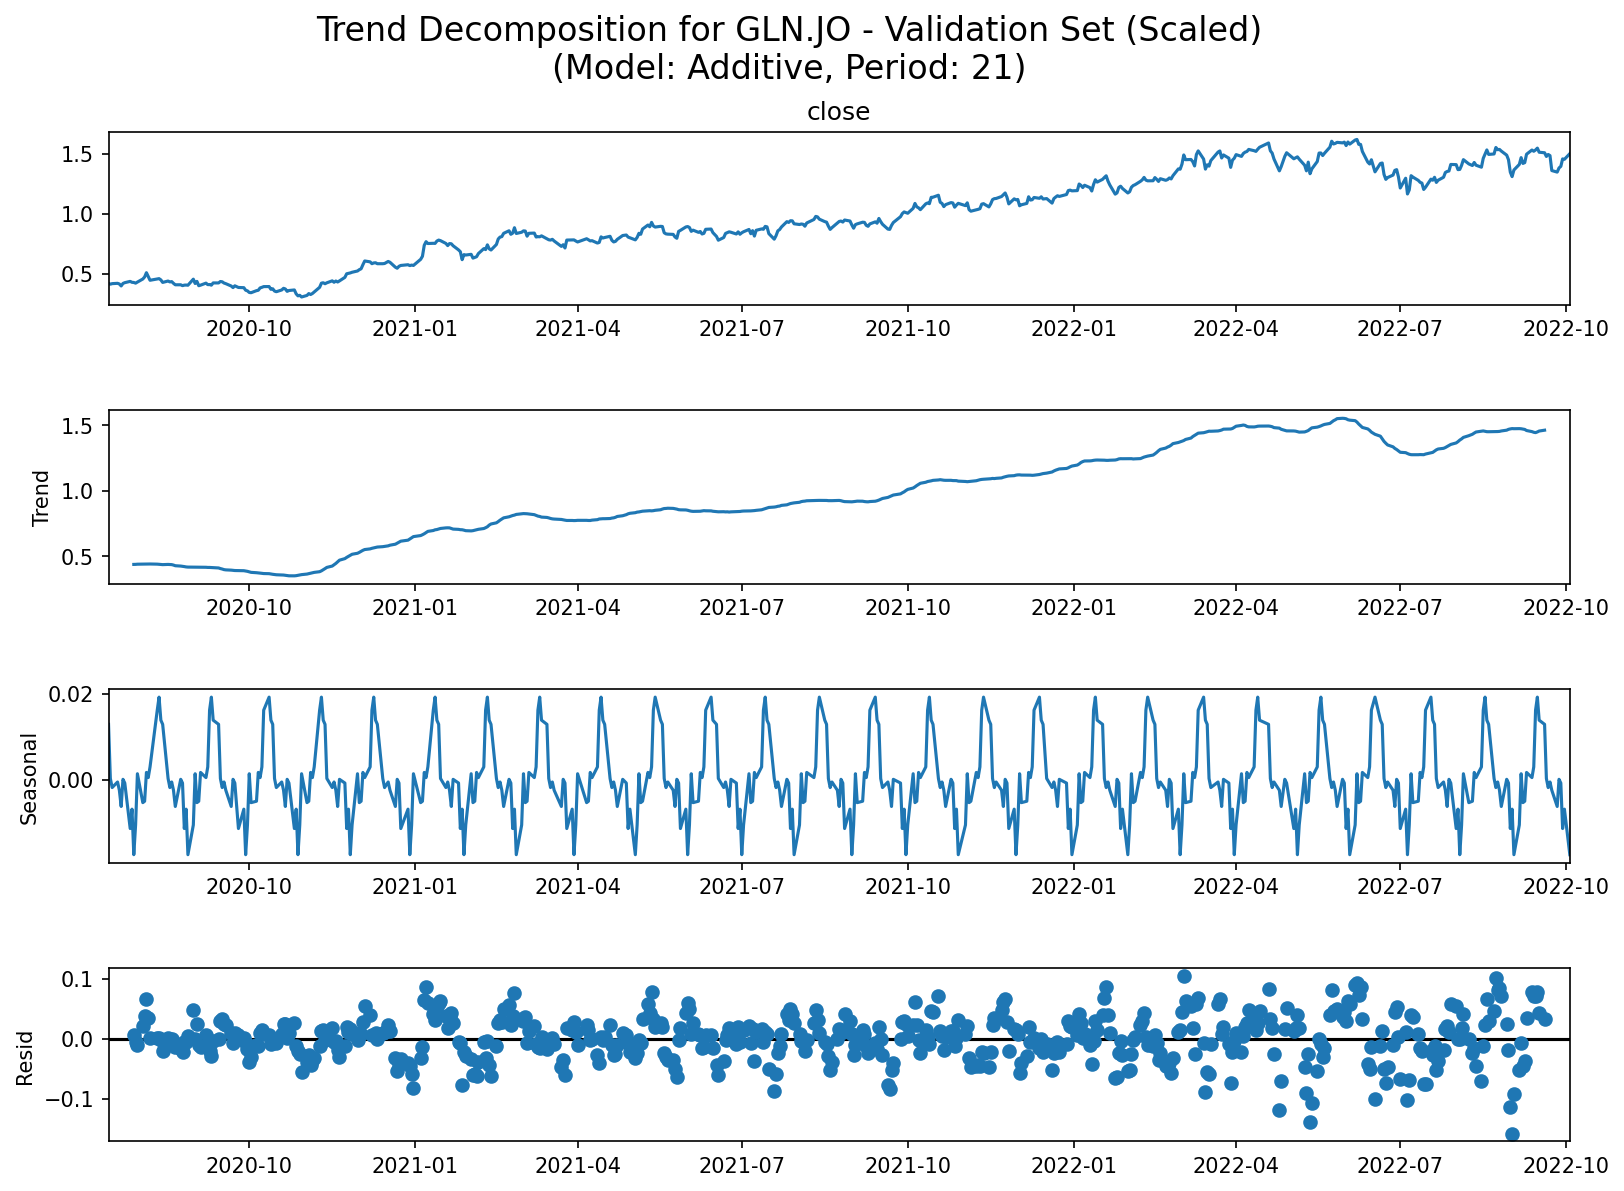 Trend Decomposition for GLN.JO - Validation Set (Scaled)
(Model: Additive, Period: 21)
close
1.5
1.0
0.5
2020-10 2021-01 2021-04 2021-07 2021-10 2022-01 2022-04 2022-07 2022-10
Trend
1.5
1.0
0.5
2020-10 2021-01 2021-04 2021-07 2021-10 2022-01 2022-04 2022-07 2022-10
Seasonal
0.02
0.00
2020-10 2021-01 2021-04 2021-07 2021-10 2022-01 2022-04 2022-07 2022-10
Resid
0.1
0.0
−0.1
2020-10 2021-01 2021-04 2021-07 2021-10 2022-01 2022-04 2022-07 2022-10